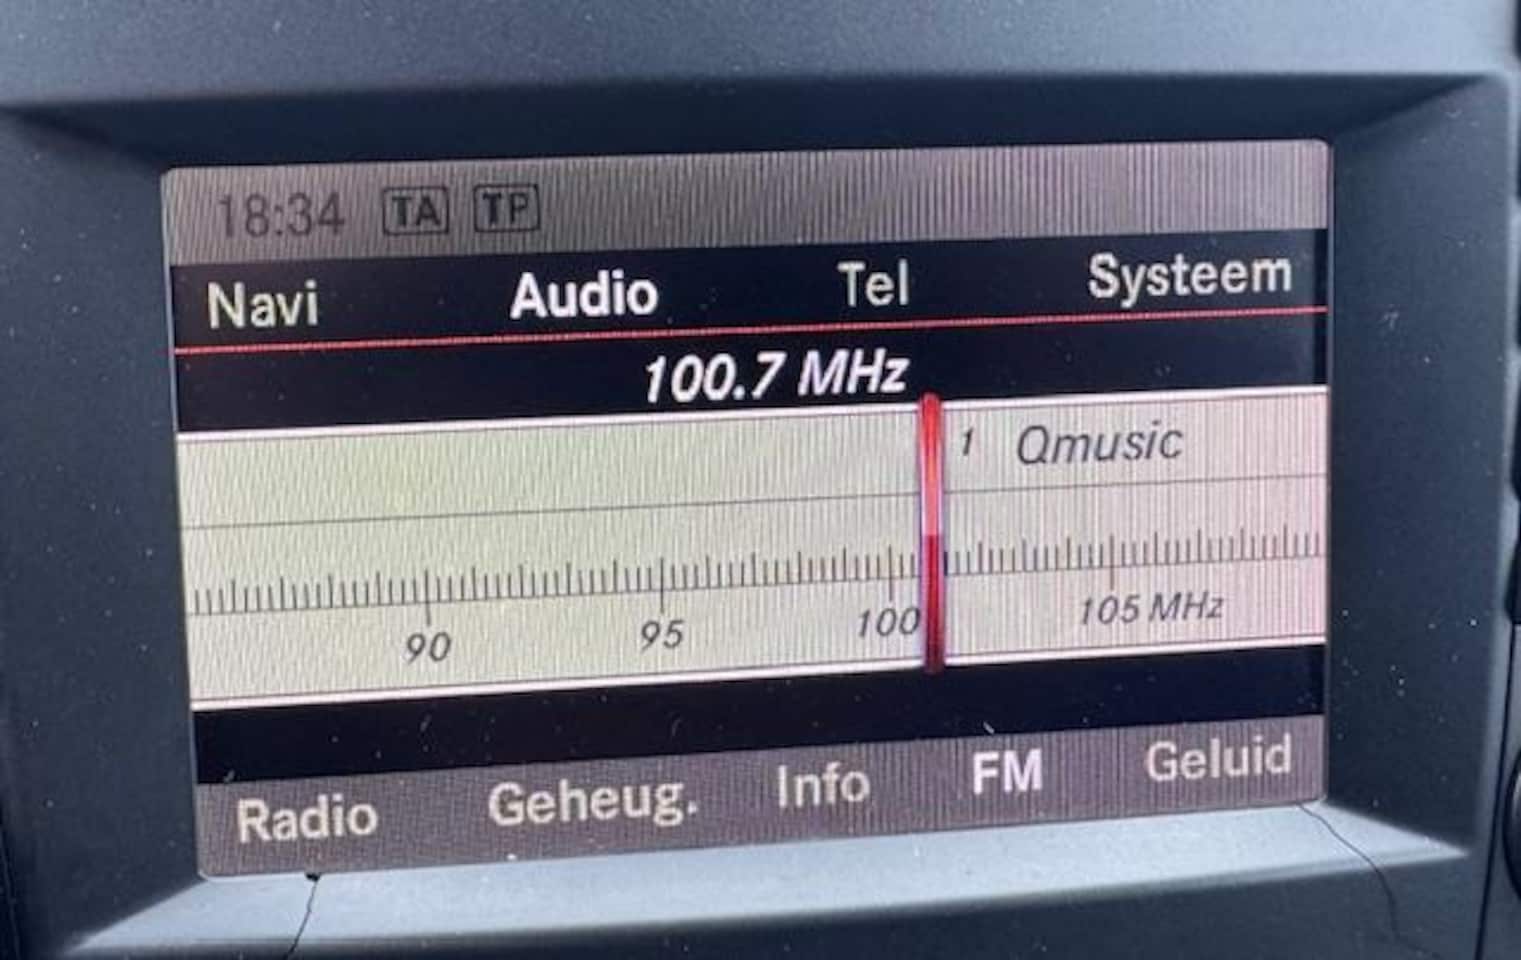 18:34 TA TP
Navi Audio Tel Systeem
100.7 MHz
1 Qmusic
90 95 100 105 MHz
Radio Geheug. Info FM Geluid